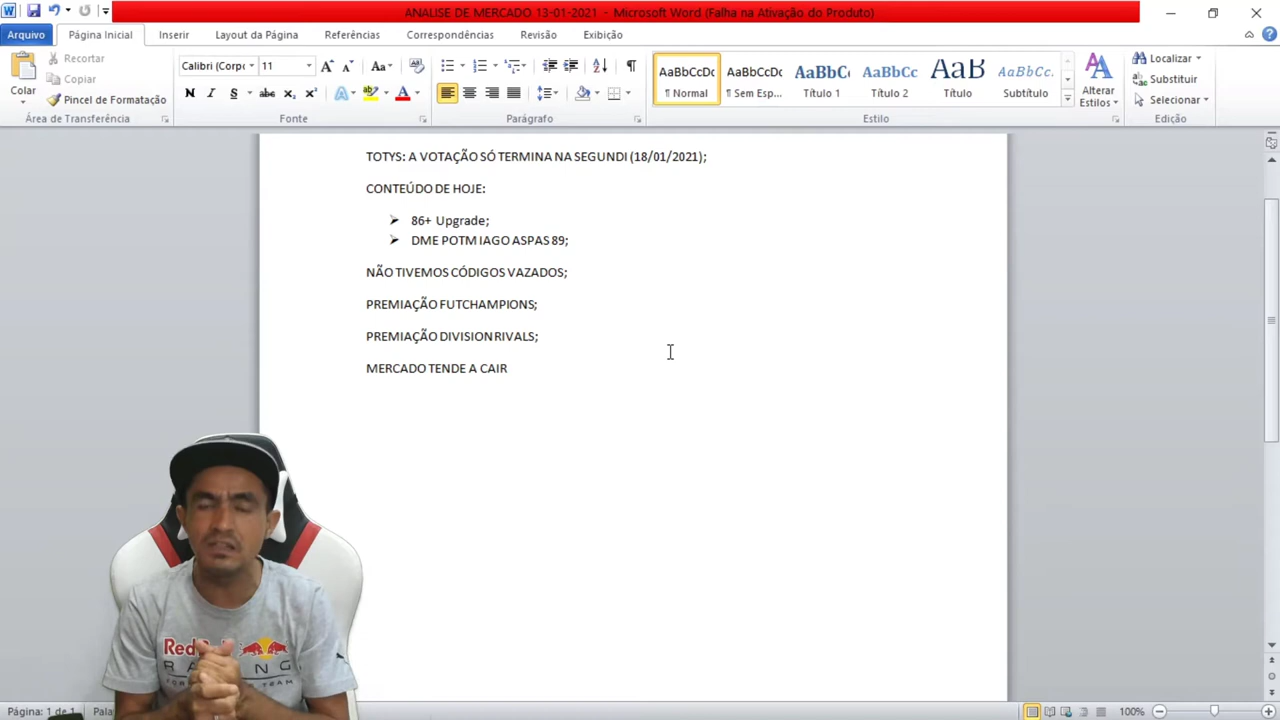 ANALISE DE MERCADO 13-01-2021 - Microsoft Word (Falha na Ativação do Produto)
Arquivo Página Inicial Inserir Layout da Página Referências Correspondências Revisão Exibição
Colar
Recortar
Copiar
Pincel de Formatação
Área de Transferência
Calibri (Corpo 11
Fonte
Parágrafo
AaBbCcDc AaBbCcDc AaBbC AaBbCc AaB AaBbCc.
¶ Normal ¶ Sem Esp... Título 1 Título 2 Título Subtítulo
Estilo
Alterar Estilos
Localizar
Substituir
Selecionar
Edição
TOTYS: A VOTAÇÃO SÓ TERMINA NA SEGUNDI (18/01/2021);
CONTEÚDO DE HOJE:
86+ Upgrade;
DME POTM IAGO ASPAS 89;
NÃO TIVEMOS CÓDIGOS VAZADOS;
PREMIAÇÃO FUTCHAMPIONS;
PREMIAÇÃO DIVISION RIVALS;
MERCADO TENDE A CAIR
Red Bull
RACING
Página: 1 de 1 Pala
100%